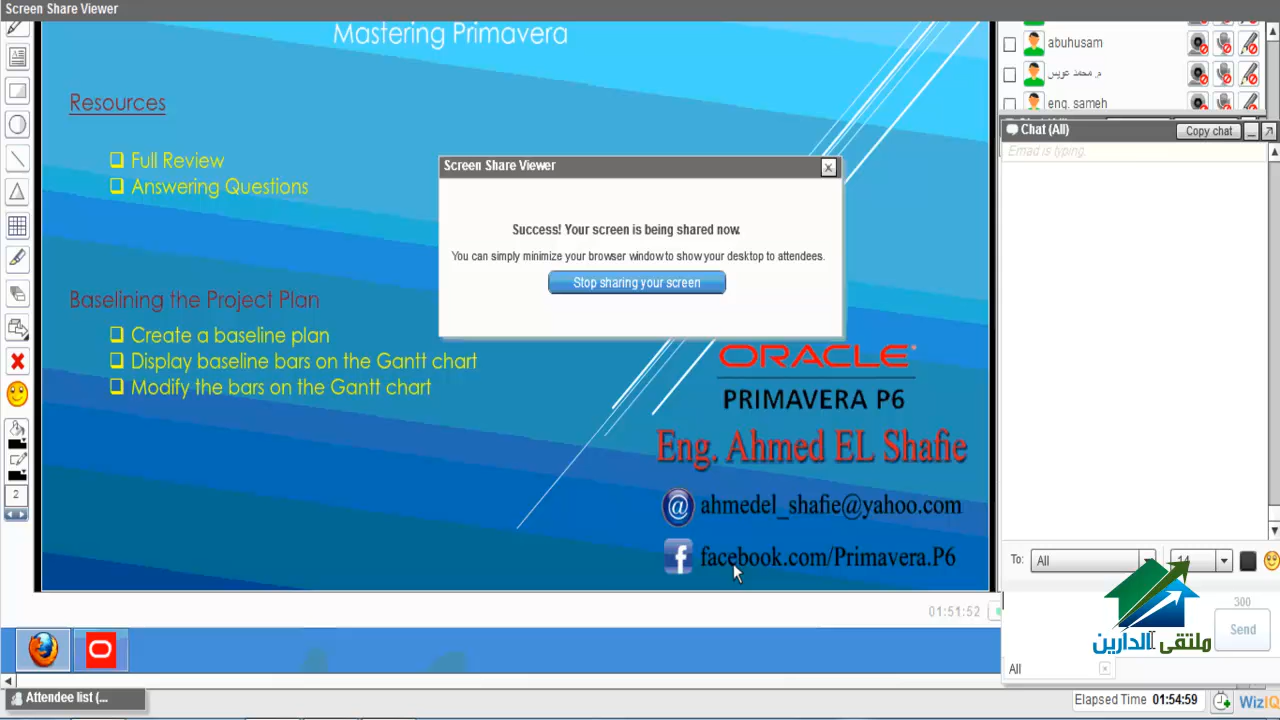 Screen Share Viewer
Mastering Primavera
Resources
Full Review
Answering Questions
Baselining the Project Plan
Create a baseline plan
Display baseline bars on the Gantt chart
Modify the bars on the Gantt chart
Screen Share Viewer
x
Success! Your screen is being shared now.
You can simply minimize your browser window to show your desktop to attendees.
Stop sharing your screen
ORACLE
PRIMAVERA P6
Eng. Ahmed EL Shafie
@ ahmedel_shafie@yahoo.com
f facebook.com/Primavera.P6
2
01:51:52
abuhusam
م. محمد عويس
eng. sameh
Chat (All)
Copy chat
Emad is typing.
To:
All
14
300
Send
ملتقى الدارين
All
x
Attendee list (...
Elapsed Time 01:54:59
WizIQ